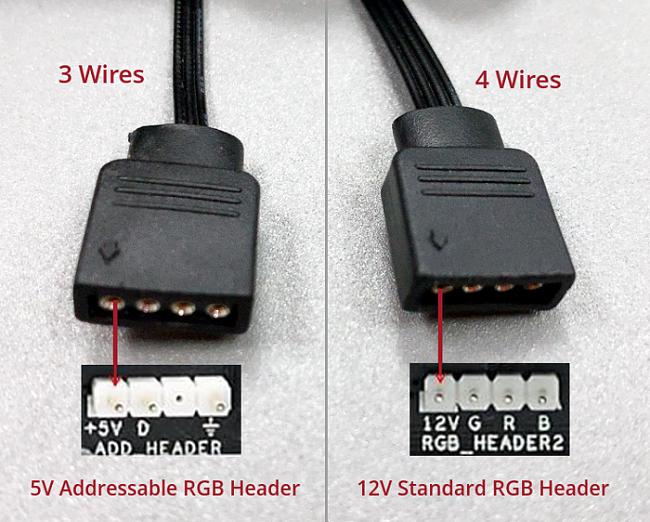 3 Wires
4 Wires
+5V D ⏚
ADD_HEADER
12V G R B
RGB_HEADER2
5V Addressable RGB Header
12V Standard RGB Header